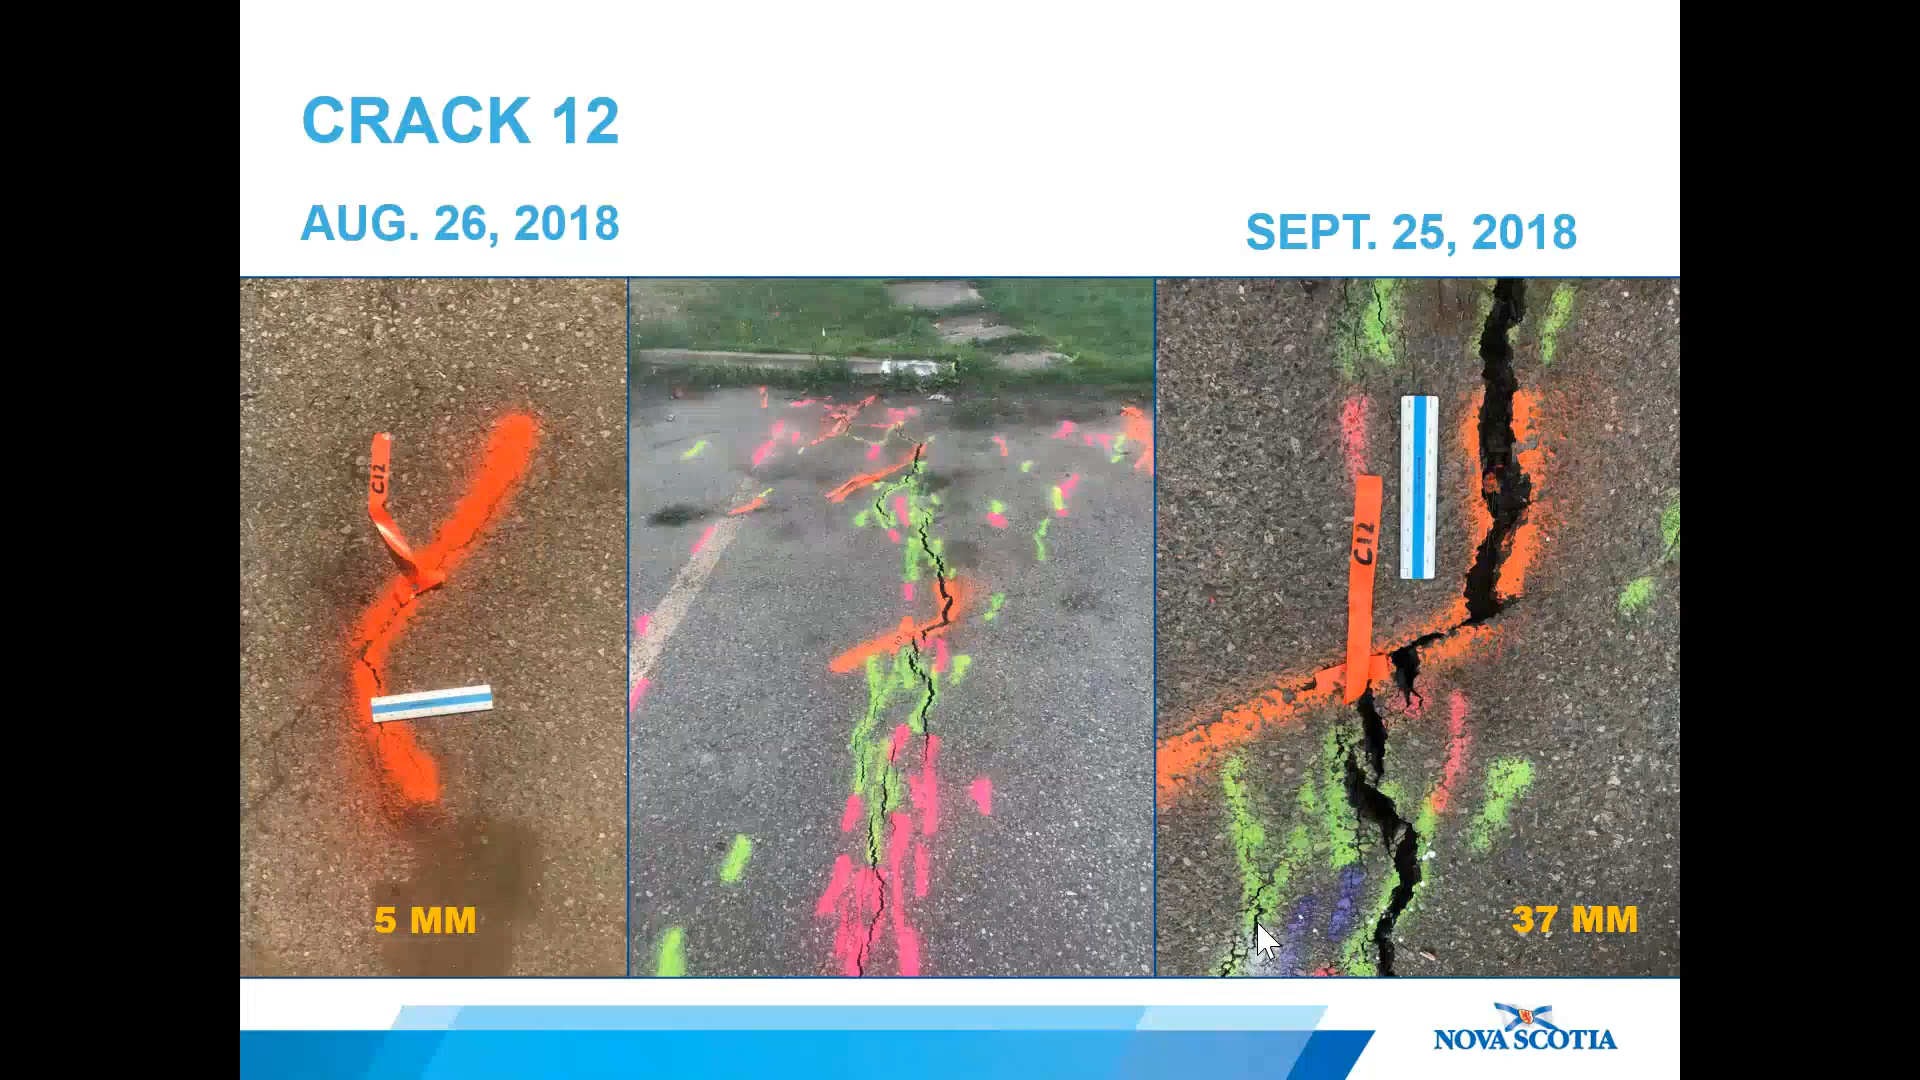 CRACK 12
AUG. 26, 2018
SEPT. 25, 2018
C12
C12
5 MM
37 MM
NOVA SCOTIA